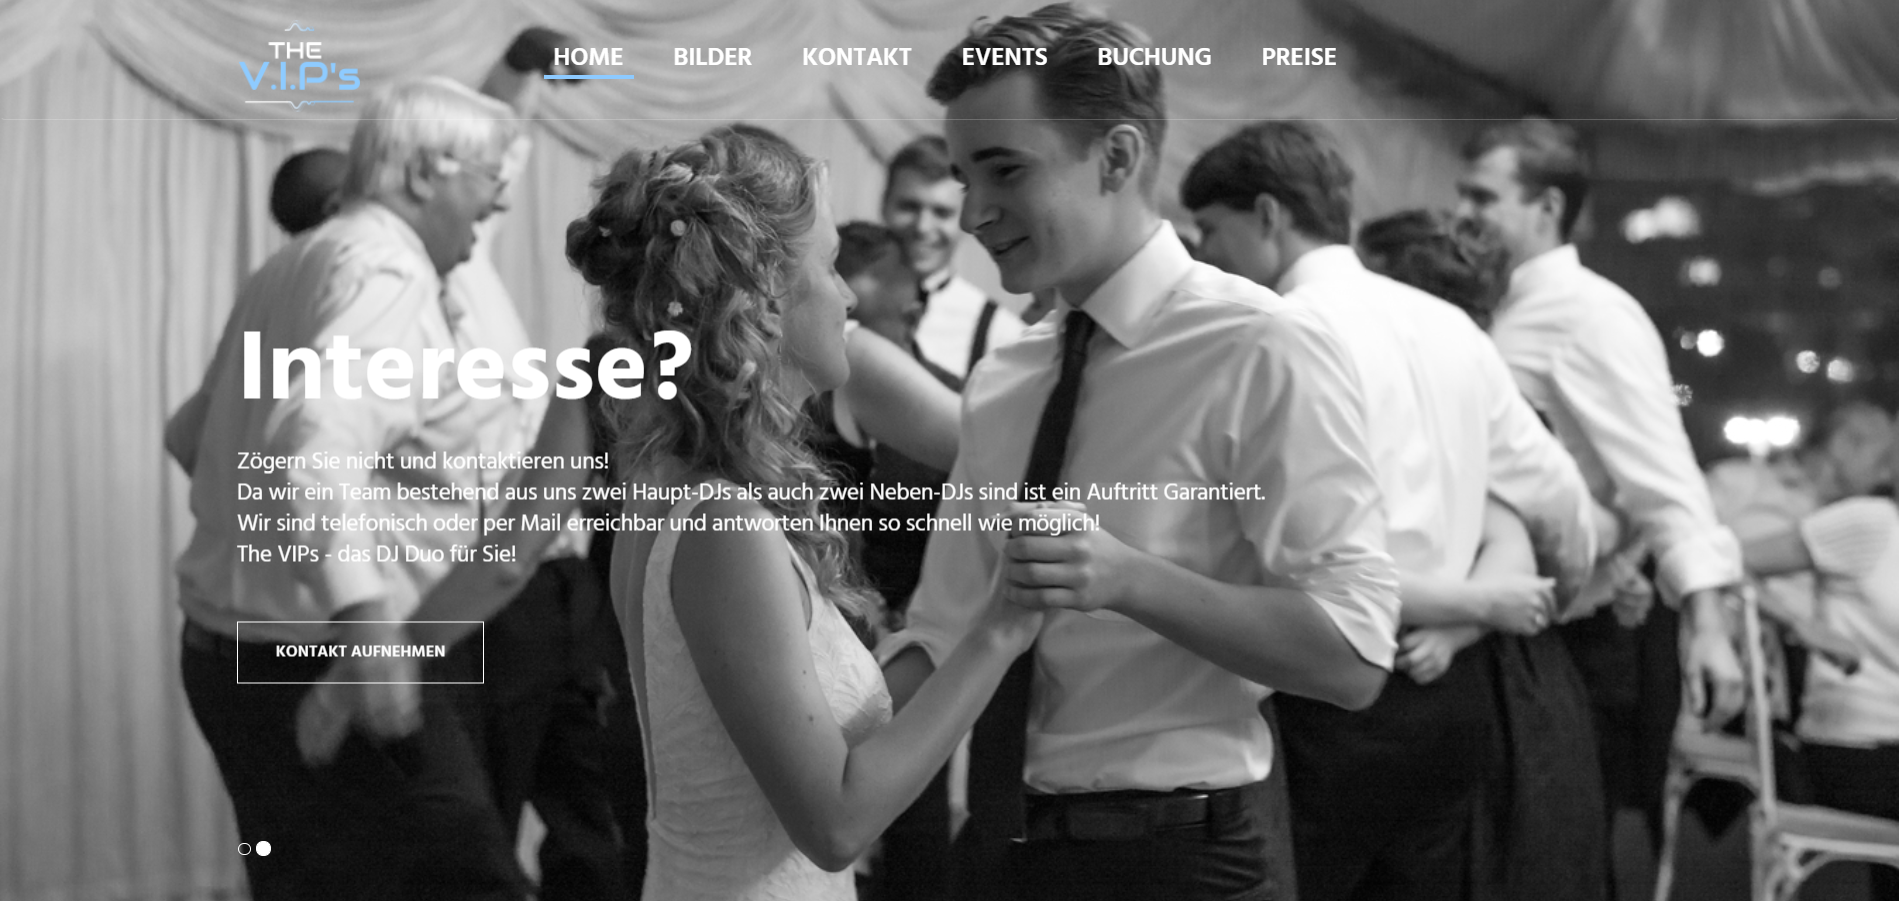 THE
V.I.P's
HOME BILDER KONTAKT EVENTS BUCHUNG PREISE
Interesse?
Zögern Sie nicht und kontaktieren uns!
Da wir ein Team bestehend aus uns zwei Haupt-DJs als auch zwei Neben-DJs sind ist ein Auftritt Garantiert.
Wir sind telefonisch oder per Mail erreichbar und antworten Ihnen so schnell wie möglich!
The VIPs - das DJ Duo für Sie!
KONTAKT AUFNEHMEN